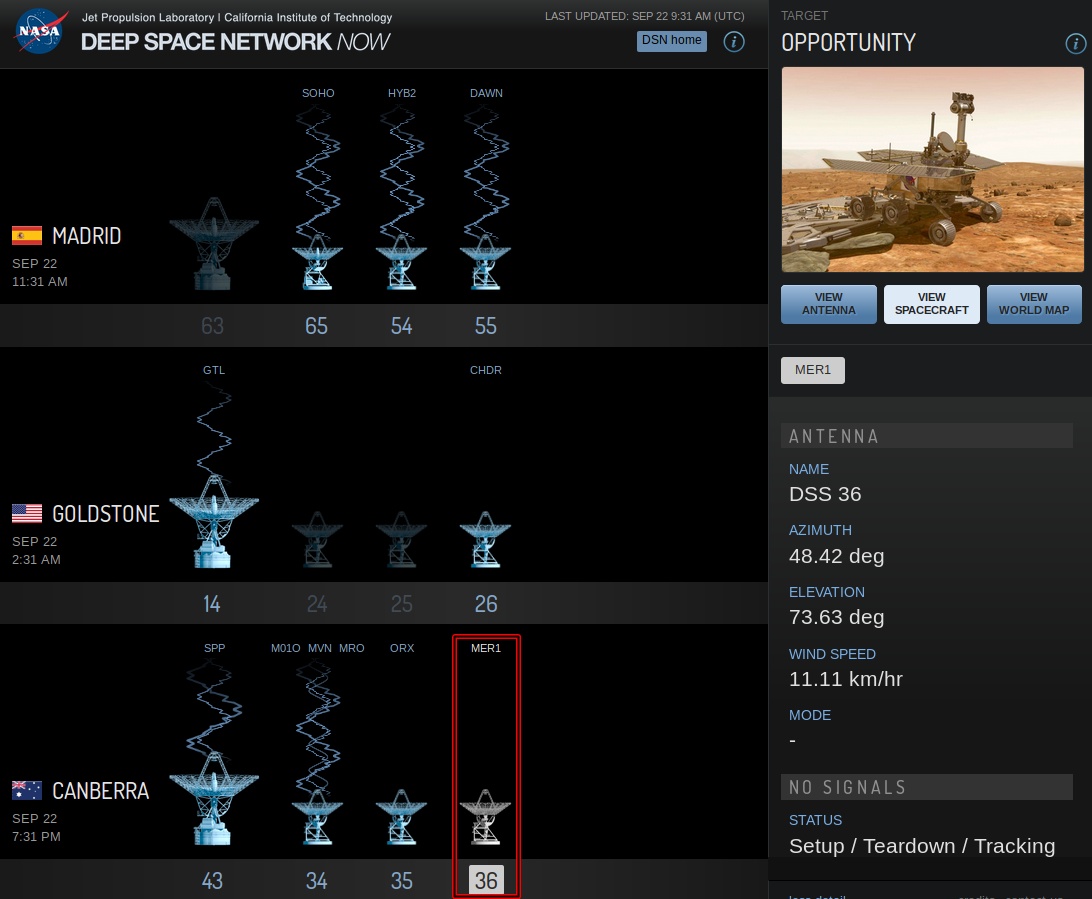 NASA
Jet Propulsion Laboratory | California Institute of Technology
DEEP SPACE NETWORK NOW
LAST UPDATED: SEP 22 9:31 AM (UTC)
DSN home
i
SOHO HYB2 DAWN
MADRID
SEP 22
11:31 AM
63 65 54 55
GTL CHDR
GOLDSTONE
SEP 22
2:31 AM
14 24 25 26
SPP M01O MVN MRO ORX MER1
CANBERRA
SEP 22
7:31 PM
43 34 35 36
TARGET
OPPORTUNITY
i
VIEW
ANTENNA
VIEW
SPACECRAFT
VIEW
WORLD MAP
MER1
ANTENNA
NAME
DSS 36
AZIMUTH
48.42 deg
ELEVATION
73.63 deg
WIND SPEED
11.11 km/hr
MODE
-
NO SIGNALS
STATUS
Setup / Teardown / Tracking
less detail credits contact us